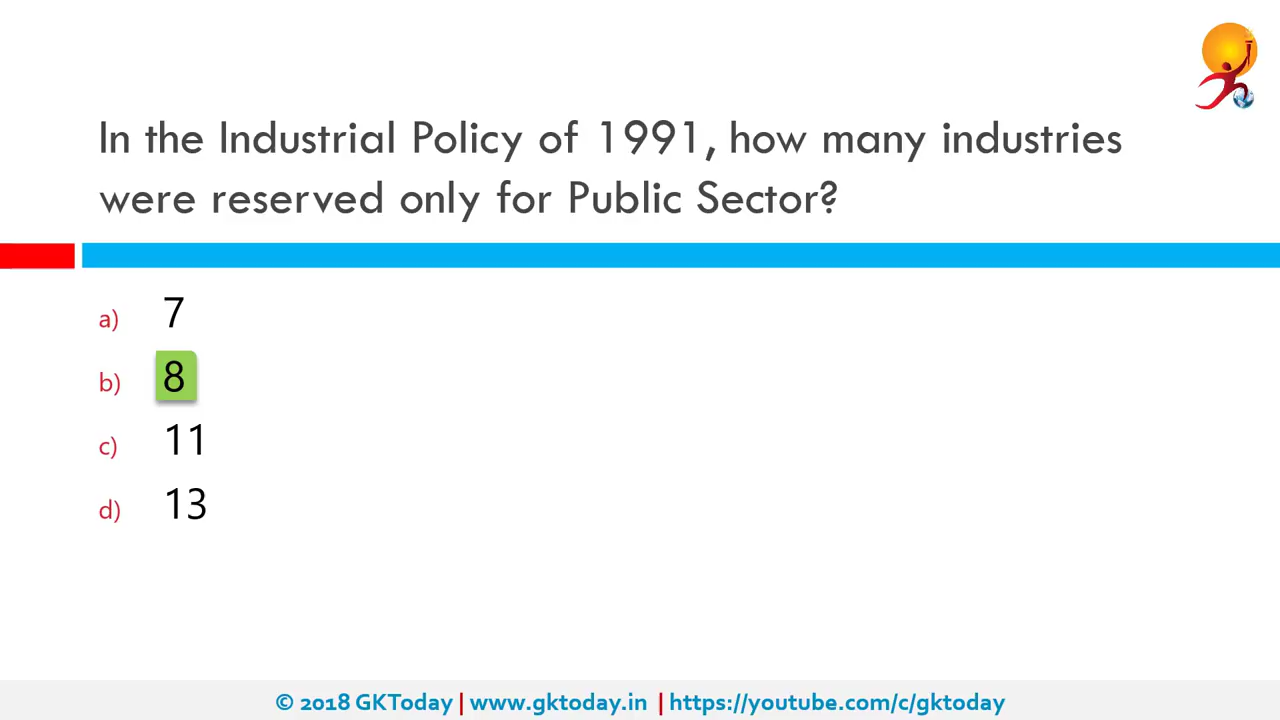 In the Industrial Policy of 1991, how many industries
were reserved only for Public Sector?
a) 7
b) 8
c) 11
d) 13
© 2018 GKToday | www.gktoday.in | https://youtube.com/c/gktoday